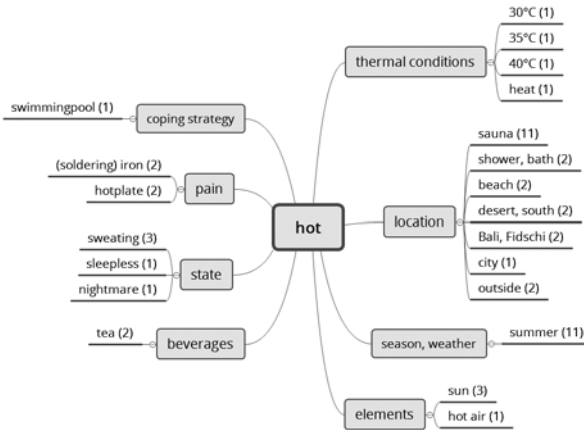 hot
thermal conditions
30°C (1)
35°C (1)
40°C (1)
heat (1)
location
sauna (11)
shower, bath (2)
beach (2)
desert, south (2)
Bali, Fidschi (2)
city (1)
outside (2)
season, weather
summer (11)
elements
sun (3)
hot air (1)
coping strategy
swimmingpool (1)
pain
(soldering) iron (2)
hotplate (2)
state
sweating (3)
sleepless (1)
nightmare (1)
beverages
tea (2)